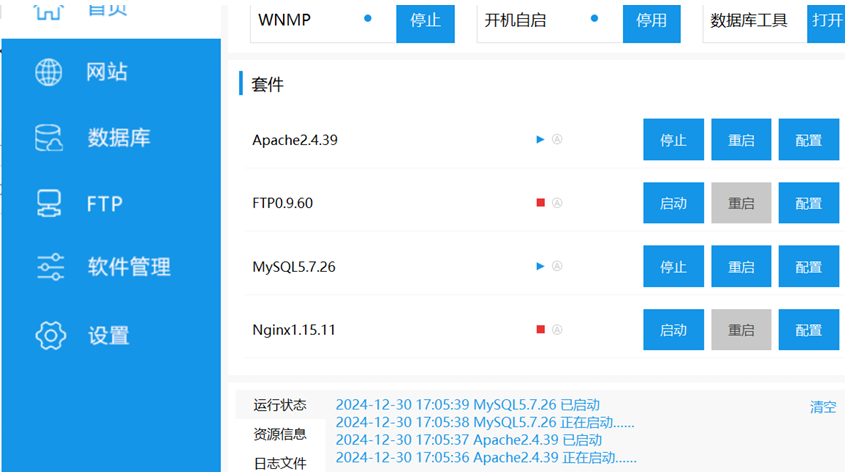 首页
WNMP 停止 开机自启 停用 数据库工具 打开
网站
数据库
FTP
软件管理
设置
套件
Apache2.4.39 停止 重启 配置
FTP0.9.60 启动 重启 配置
MySQL5.7.26 停止 重启 配置
Nginx1.15.11 启动 重启 配置
运行状态
资源信息
日志文件
2024-12-30 17:05:39 MySQL5.7.26 已启动
2024-12-30 17:05:38 MySQL5.7.26 正在启动......
2024-12-30 17:05:37 Apache2.4.39 已启动
2024-12-30 17:05:36 Apache2.4.39 正在启动......
清空